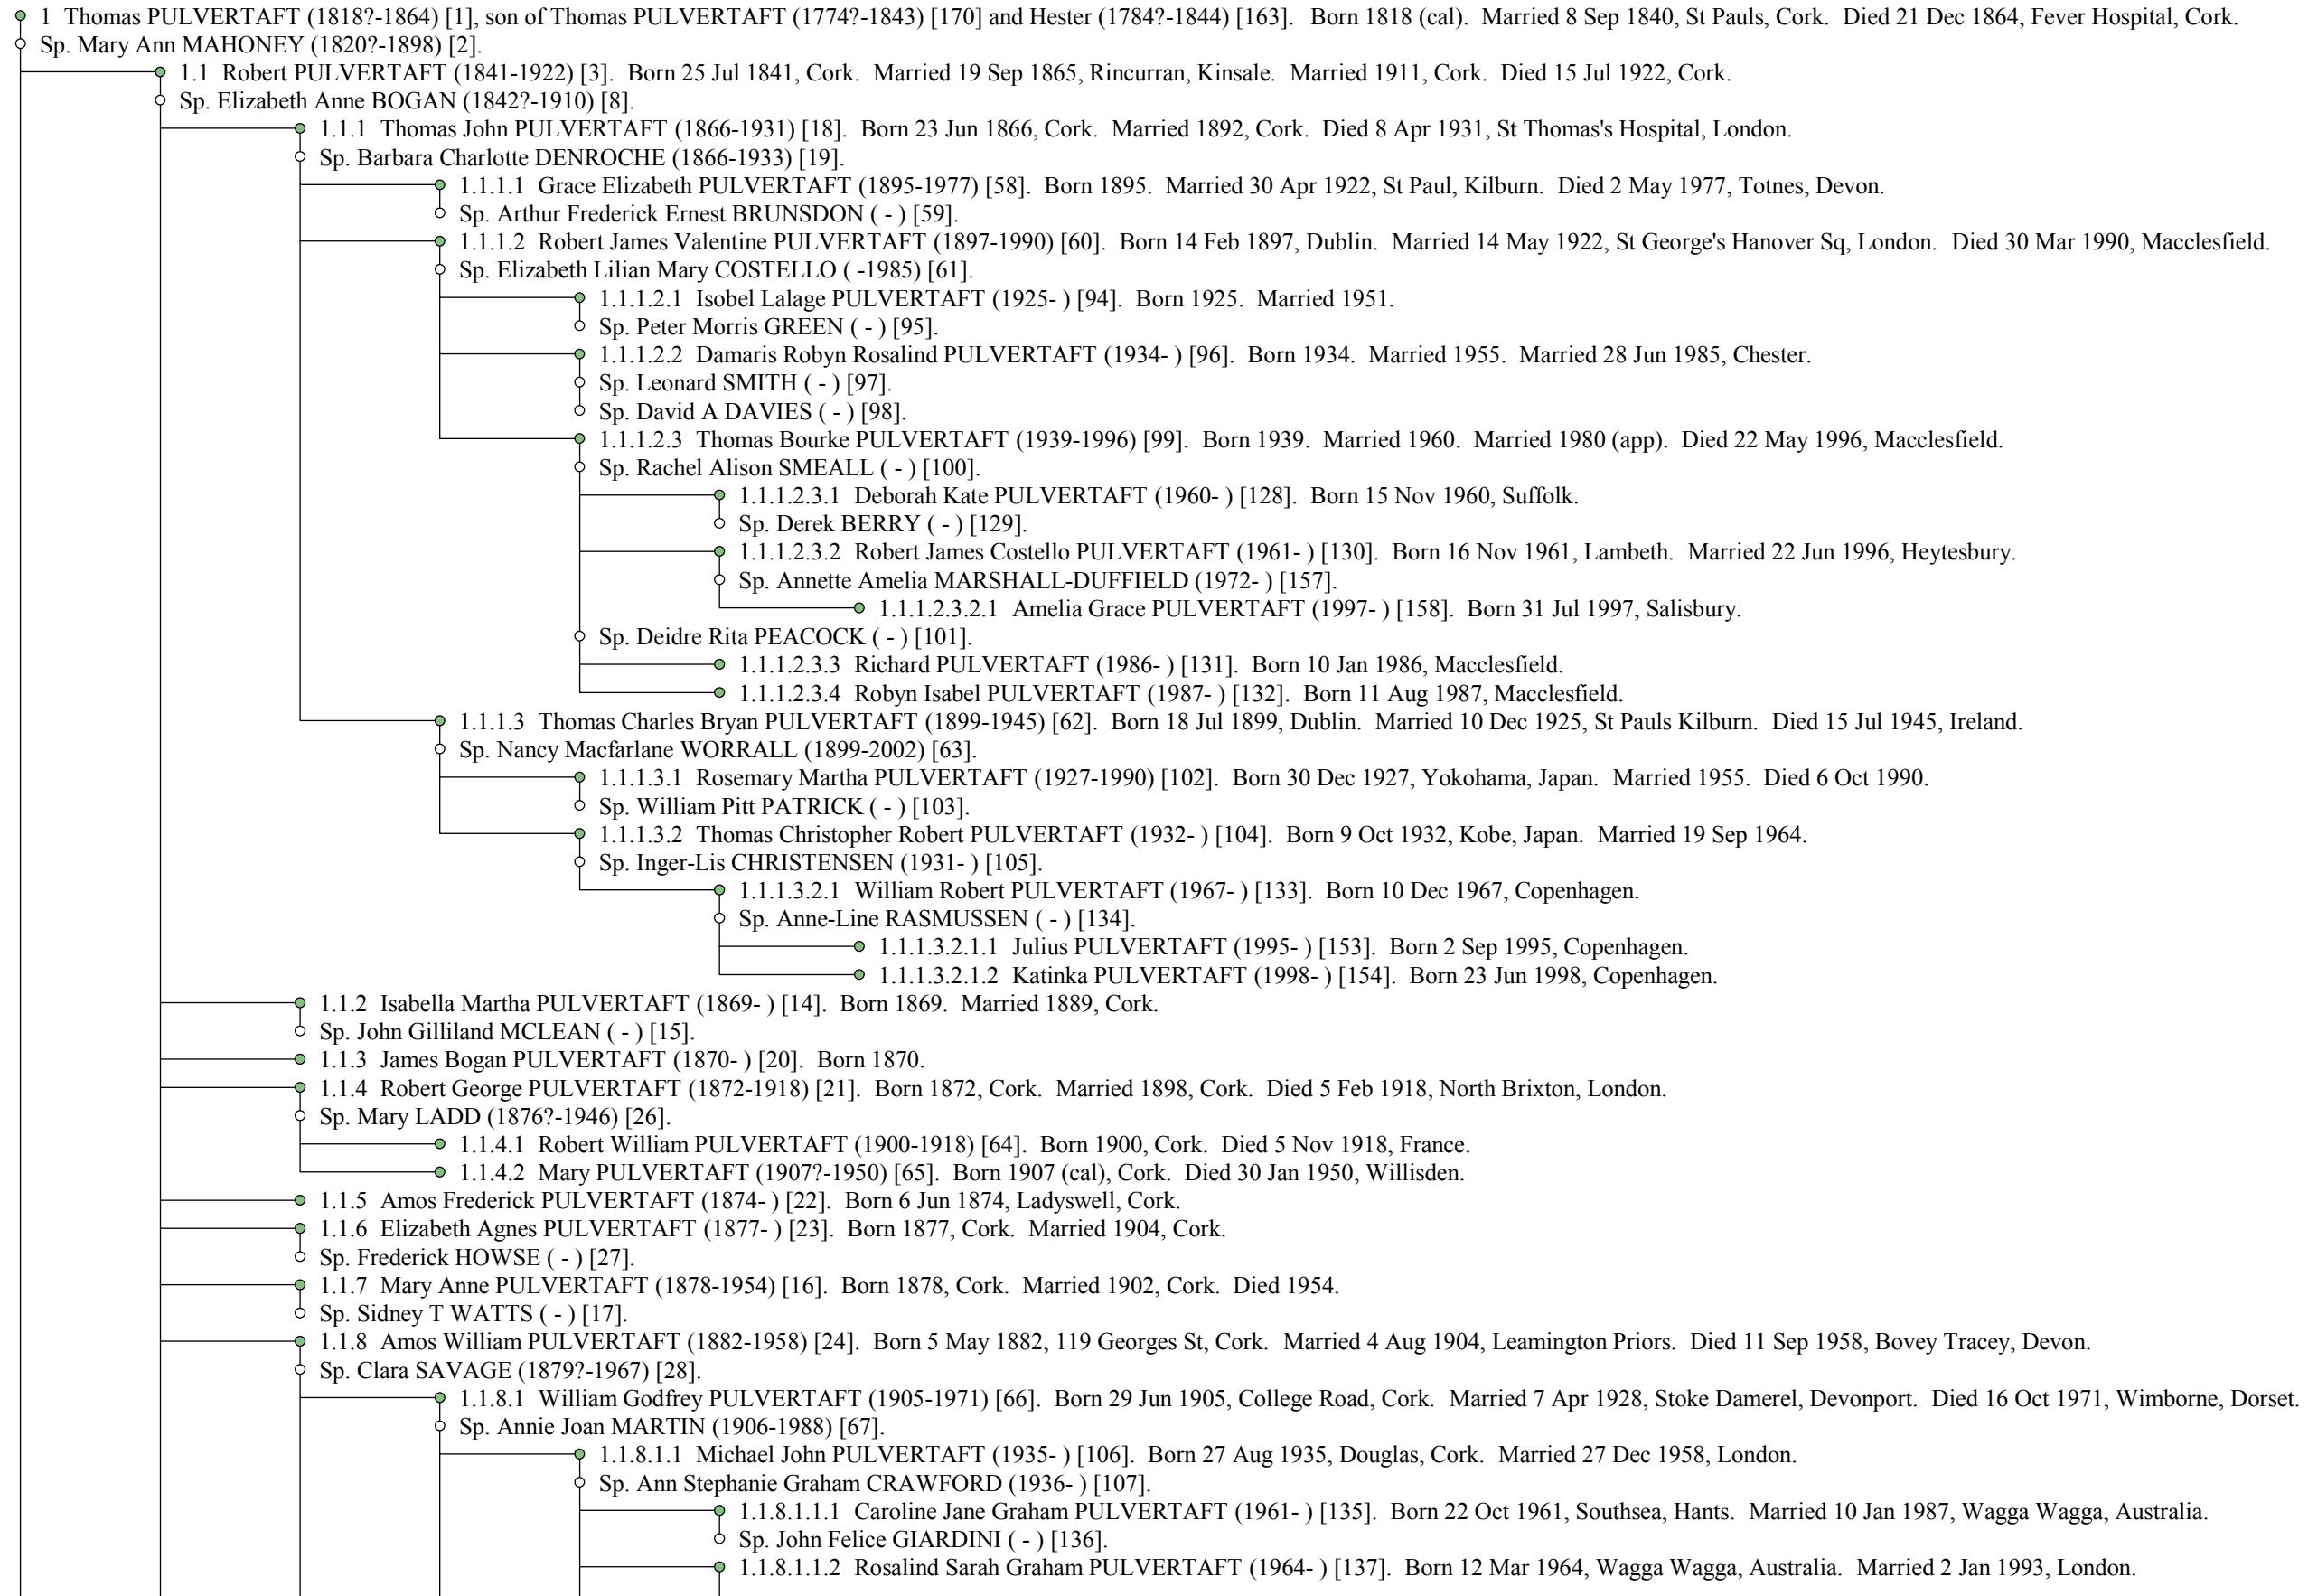 1 Thomas PULVERTAFT (1818?-1864) [1], son of Thomas PULVERTAFT (1774?-1843) [170] and Hester (1784?-1844) [163]. Born 1818 (cal). Married 8 Sep 1840, St Pauls, Cork. Died 21 Dec 1864, Fever Hospital, Cork.
Sp. Mary Ann MAHONEY (1820?-1898) [2].
1.1 Robert PULVERTAFT (1841-1922) [3]. Born 25 Jul 1841, Cork. Married 19 Sep 1865, Rincurran, Kinsale. Married 1911, Cork. Died 15 Jul 1922, Cork.
Sp. Elizabeth Anne BOGAN (1842?-1910) [8].
1.1.1 Thomas John PULVERTAFT (1866-1931) [18]. Born 23 Jun 1866, Cork. Married 1892, Cork. Died 8 Apr 1931, St Thomas's Hospital, London.
Sp. Barbara Charlotte DENROCHE (1866-1933) [19].
1.1.1.1 Grace Elizabeth PULVERTAFT (1895-1977) [58]. Born 1895. Married 30 Apr 1922, St Paul, Kilburn. Died 2 May 1977, Totnes, Devon.
Sp. Arthur Frederick Ernest BRUNSDON ( - ) [59].
1.1.1.2 Robert James Valentine PULVERTAFT (1897-1990) [60]. Born 14 Feb 1897, Dublin. Married 14 May 1922, St George's Hanover Sq, London. Died 30 Mar 1990, Macclesfield.
Sp. Elizabeth Lilian Mary COSTELLO ( -1985) [61].
1.1.1.2.1 Isobel Lalage PULVERTAFT (1925- ) [94]. Born 1925. Married 1951.
Sp. Peter Morris GREEN ( - ) [95].
1.1.1.2.2 Damaris Robyn Rosalind PULVERTAFT (1934- ) [96]. Born 1934. Married 1955. Married 28 Jun 1985, Chester.
Sp. Leonard SMITH ( - ) [97].
Sp. David A DAVIES ( - ) [98].
1.1.1.2.3 Thomas Bourke PULVERTAFT (1939-1996) [99]. Born 1939. Married 1960. Married 1980 (app). Died 22 May 1996, Macclesfield.
Sp. Rachel Alison SMEALL ( - ) [100].
1.1.1.2.3.1 Deborah Kate PULVERTAFT (1960- ) [128]. Born 15 Nov 1960, Suffolk.
Sp. Derek BERRY ( - ) [129].
1.1.1.2.3.2 Robert James Costello PULVERTAFT (1961- ) [130]. Born 16 Nov 1961, Lambeth. Married 22 Jun 1996, Heytesbury.
Sp. Annette Amelia MARSHALL-DUFFIELD (1972- ) [157].
1.1.1.2.3.2.1 Amelia Grace PULVERTAFT (1997- ) [158]. Born 31 Jul 1997, Salisbury.
Sp. Deidre Rita PEACOCK ( - ) [101].
1.1.1.2.3.3 Richard PULVERTAFT (1986- ) [131]. Born 10 Jan 1986, Macclesfield.
1.1.1.2.3.4 Robyn Isabel PULVERTAFT (1987- ) [132]. Born 11 Aug 1987, Macclesfield.
1.1.1.3 Thomas Charles Bryan PULVERTAFT (1899-1945) [62]. Born 18 Jul 1899, Dublin. Married 10 Dec 1925, St Pauls Kilburn. Died 15 Jul 1945, Ireland.
Sp. Nancy Macfarlane WORRALL (1899-2002) [63].
1.1.1.3.1 Rosemary Martha PULVERTAFT (1927-1990) [102]. Born 30 Dec 1927, Yokohama, Japan. Married 1955. Died 6 Oct 1990.
Sp. William Pitt PATRICK ( - ) [103].
1.1.1.3.2 Thomas Christopher Robert PULVERTAFT (1932- ) [104]. Born 9 Oct 1932, Kobe, Japan. Married 19 Sep 1964.
Sp. Inger-Lis CHRISTENSEN (1931- ) [105].
1.1.1.3.2.1 William Robert PULVERTAFT (1967- ) [133]. Born 10 Dec 1967, Copenhagen.
Sp. Anne-Line RASMUSSEN ( - ) [134].
1.1.1.3.2.1.1 Julius PULVERTAFT (1995- ) [153]. Born 2 Sep 1995, Copenhagen.
1.1.1.3.2.1.2 Katinka PULVERTAFT (1998- ) [154]. Born 23 Jun 1998, Copenhagen.
1.1.2 Isabella Martha PULVERTAFT (1869- ) [14]. Born 1869. Married 1889, Cork.
Sp. John Gilliland MCLEAN ( - ) [15].
1.1.3 James Bogan PULVERTAFT (1870- ) [20]. Born 1870.
1.1.4 Robert George PULVERTAFT (1872-1918) [21]. Born 1872, Cork. Married 1898, Cork. Died 5 Feb 1918, North Brixton, London.
Sp. Mary LADD (1876?-1946) [26].
1.1.4.1 Robert William PULVERTAFT (1900-1918) [64]. Born 1900, Cork. Died 5 Nov 1918, France.
1.1.4.2 Mary PULVERTAFT (1907?-1950) [65]. Born 1907 (cal), Cork. Died 30 Jan 1950, Willisden.
1.1.5 Amos Frederick PULVERTAFT (1874- ) [22]. Born 6 Jun 1874, Ladyswell, Cork.
1.1.6 Elizabeth Agnes PULVERTAFT (1877- ) [23]. Born 1877, Cork. Married 1904, Cork.
Sp. Frederick HOWSE ( - ) [27].
1.1.7 Mary Anne PULVERTAFT (1878-1954) [16]. Born 1878, Cork. Married 1902, Cork. Died 1954.
Sp. Sidney T WATTS ( - ) [17].
1.1.8 Amos William PULVERTAFT (1882-1958) [24]. Born 5 May 1882, 119 Georges St, Cork. Married 4 Aug 1904, Leamington Priors. Died 11 Sep 1958, Bovey Tracey, Devon.
Sp. Clara SAVAGE (1879?-1967) [28].
1.1.8.1 William Godfrey PULVERTAFT (1905-1971) [66]. Born 29 Jun 1905, College Road, Cork. Married 7 Apr 1928, Stoke Damerel, Devonport. Died 16 Oct 1971, Wimborne, Dorset.
Sp. Annie Joan MARTIN (1906-1988) [67].
1.1.8.1.1 Michael John PULVERTAFT (1935- ) [106]. Born 27 Aug 1935, Douglas, Cork. Married 27 Dec 1958, London.
Sp. Ann Stephanie Graham CRAWFORD (1936- ) [107].
1.1.8.1.1.1 Caroline Jane Graham PULVERTAFT (1961- ) [135]. Born 22 Oct 1961, Southsea, Hants. Married 10 Jan 1987, Wagga Wagga, Australia.
Sp. John Felice GIARDINI ( - ) [136].
1.1.8.1.1.2 Rosalind Sarah Graham PULVERTAFT (1964- ) [137]. Born 12 Mar 1964, Wagga Wagga, Australia. Married 2 Jan 1993, London.